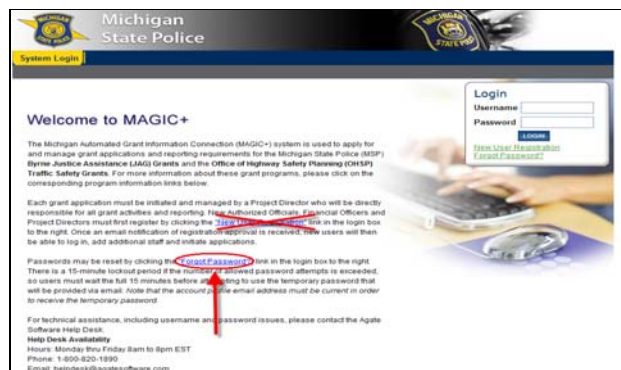 Michigan
State Police
MICHIGAN
System Login
Login
Username
Password
LOGIN
New User Registration
Forgot Password?
Welcome to MAGIC+
The Michigan Automated Grant Information Connection (MAGIC+) system is used to apply for
and manage grant applications and reporting requirements for the Michigan State Police (MSP)
Byrne Justice Assistance (JAG) Grants and the Office of Highway Safety Planning (OHSP)
Traffic Safety Grants. For more information about these grant programs, please click on the
corresponding program information links below.
Each grant application must be initiated and managed by a Project Director who will be directly
responsible for all grant activities and reporting. New Authorized Officials, Financial Officers and
Project Directors must first register by clicking the "New User Registration" link in the login box
to the right. Once an email notification of registration approval is received, new users will then
be able to log in, add additional staff and initiate applications.
Passwords may be reset by clicking the "Forgot Password?" link in the login box to the right.
There is a 15-minute lockout period if the number of allowed password attempts is exceeded,
so users must wait the full 15 minutes before attempting to use the temporary password that
will be provided via email. Note that the account profile email address must be current in order
to receive the temporary password.
For technical assistance, including username and password issues, please contact the Agate
Software Help Desk.
Help Desk Availability
Hours: Monday thru Friday 8am to 8pm EST
Phone: 1-800-820-1890
Email: helpdesk@agatesoftware.com